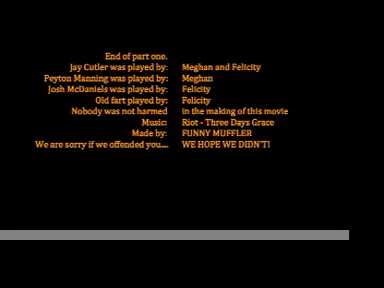 End of part one.
Jay Cutler was played by: Meghan and Felicity
Peyton Manning was played by: Meghan
Josh McDaniels was played by: Felicity
Old fart played by: Felicity
Nobody was not harmed in the making of this movie
Music: Riot - Three Days Grace
Made by: FUNNY MUFFLER
We are sorry if we offended you.... WE HOPE WE DIDN'T!